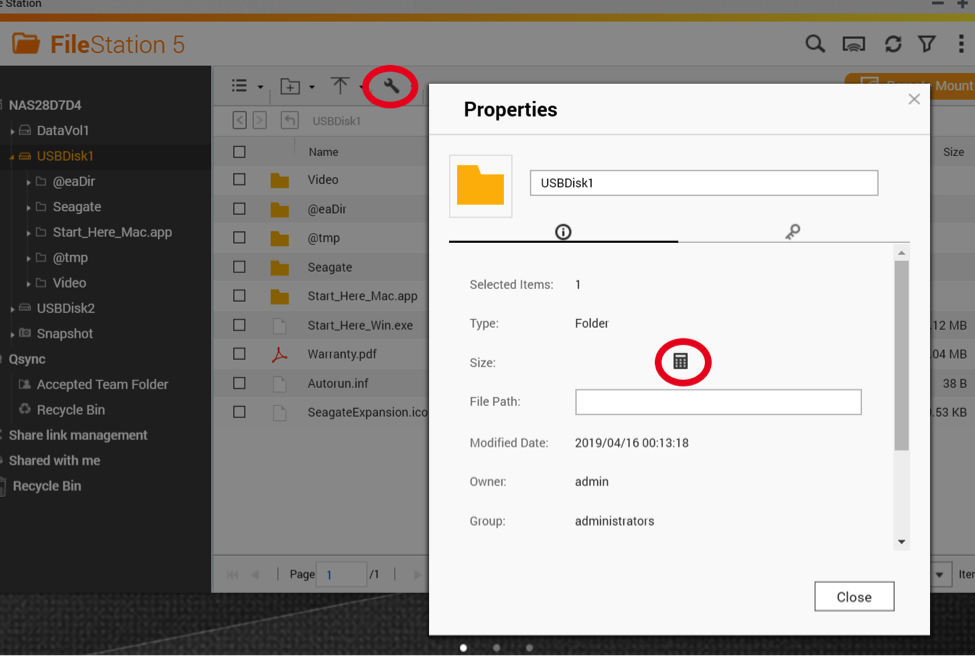 Station
FileStation 5
NAS28D7D4
DataVol1
USBDisk1
@eaDir
Seagate
Start_Here_Mac.app
@tmp
Video
USBDisk2
Snapshot
Qsync
Accepted Team Folder
Recycle Bin
Share link management
Shared with me
Recycle Bin
Mount
USBDisk1
Name
Size
Video
@eaDir
@tmp
Seagate
Start_Here_Mac.app
Start_Here_Win.exe
.12 MB
Warranty.pdf
.04 MB
Autorun.inf
38 B
SeagateExpansion.ico
.53 KB
Page 1 /1
Properties
USBDisk1
Selected Items: 1
Type: Folder
Size:
File Path:
Modified Date: 2019/04/16 00:13:18
Owner: admin
Group: administrators
Close